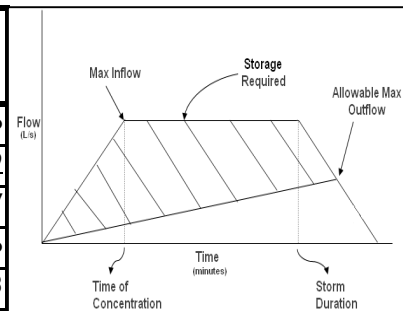 Max Inflow
Storage
Required
Allowable Max
Outflow
Flow
(L/s)
Time
(minutes)
Time of
Concentration
Storm
Duration